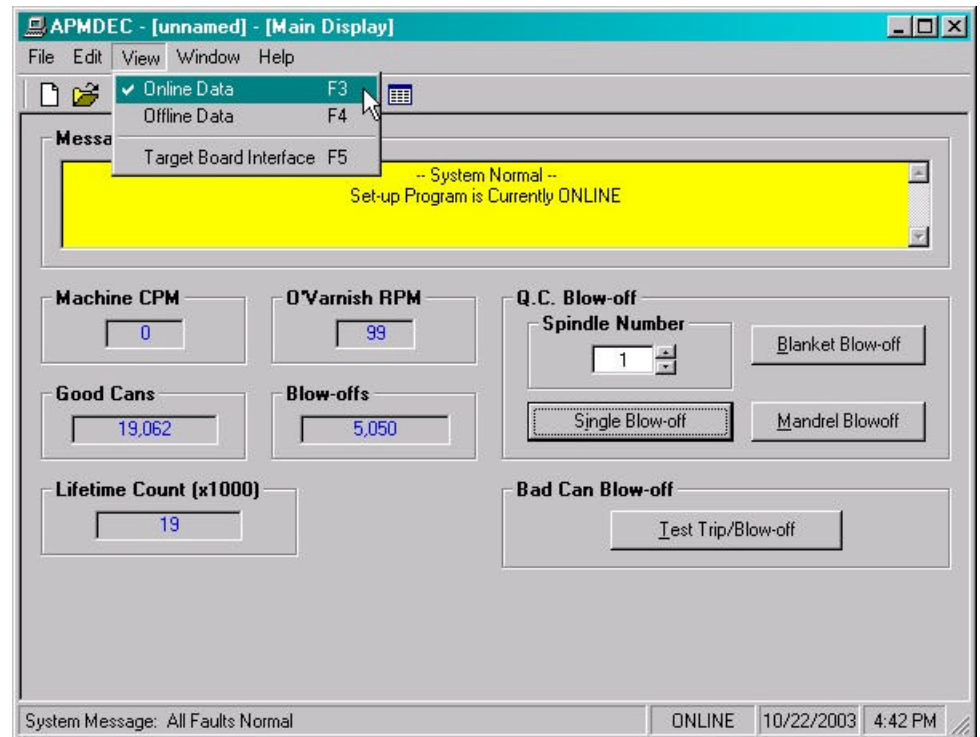 APMDEC - [unnamed] - [Main Display]
File Edit View Window Help
Online Data F3
Offline Data F4
Target Board Interface F5
-- System Normal --
Set-up Program is Currently ONLINE
Machine CPM
0
O'Varnish RPM
99
Good Cans
19,062
Blow-offs
5,050
Lifetime Count (x1000)
19
Q.C. Blow-off
Spindle Number
1
Blanket Blow-off
Single Blow-off
Mandrel Blowoff
Bad Can Blow-off
Test Trip/Blow-off
System Message: All Faults Normal
ONLINE
10/22/2003
4:42 PM